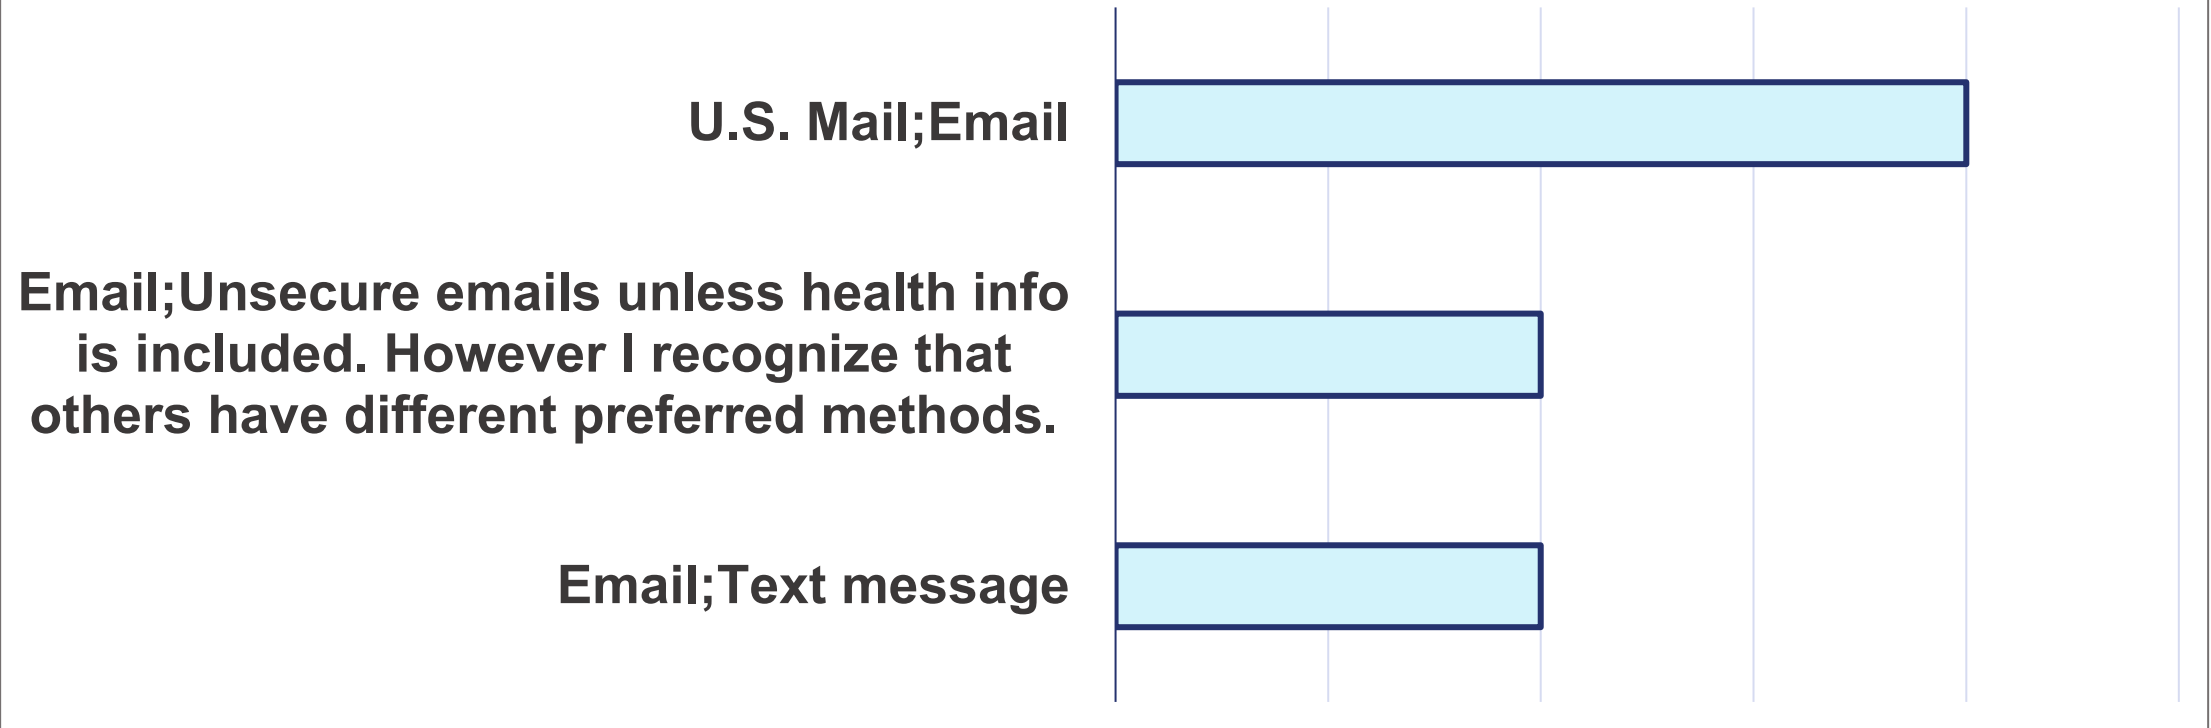 U.S. Mail;Email
Email;Unsecure emails unless health info
is included. However I recognize that
others have different preferred methods.
Email;Text message